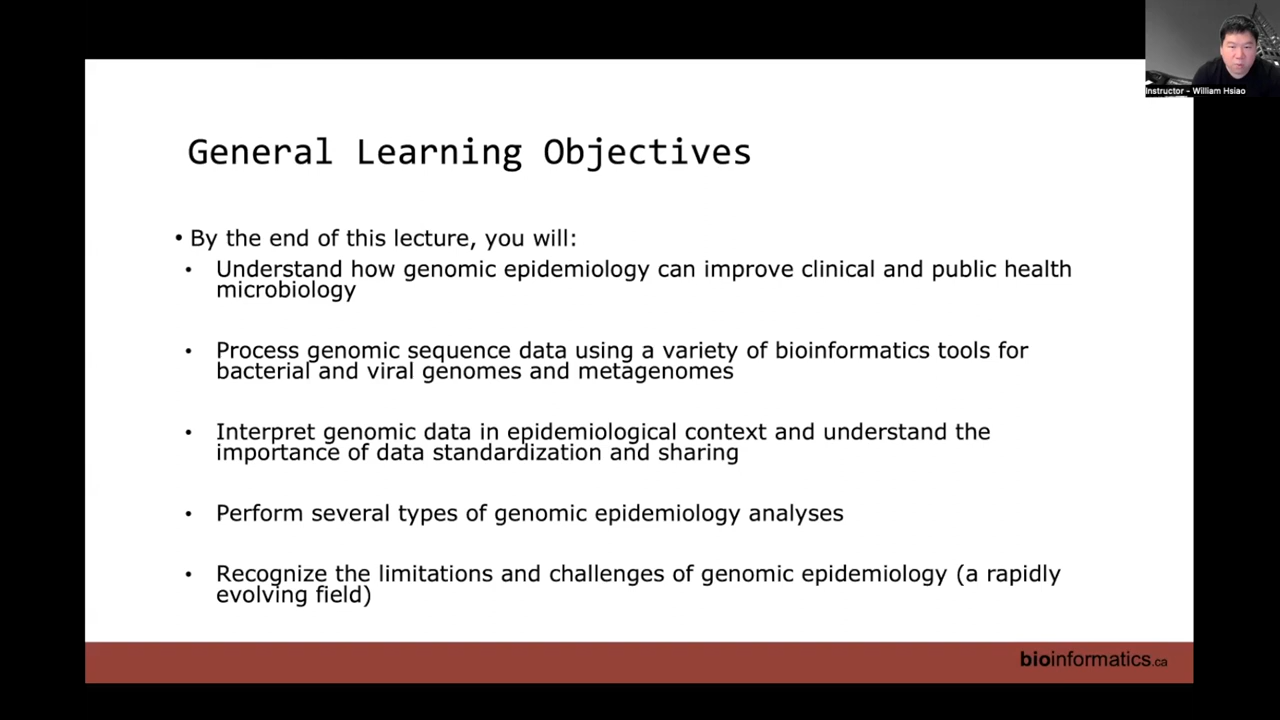 Instructor - William Hsiao
General Learning Objectives
• By the end of this lecture, you will:
• Understand how genomic epidemiology can improve clinical and public health
microbiology
• Process genomic sequence data using a variety of bioinformatics tools for
bacterial and viral genomes and metagenomes
• Interpret genomic data in epidemiological context and understand the
importance of data standardization and sharing
• Perform several types of genomic epidemiology analyses
• Recognize the limitations and challenges of genomic epidemiology (a rapidly
evolving field)
bioinformatics.ca